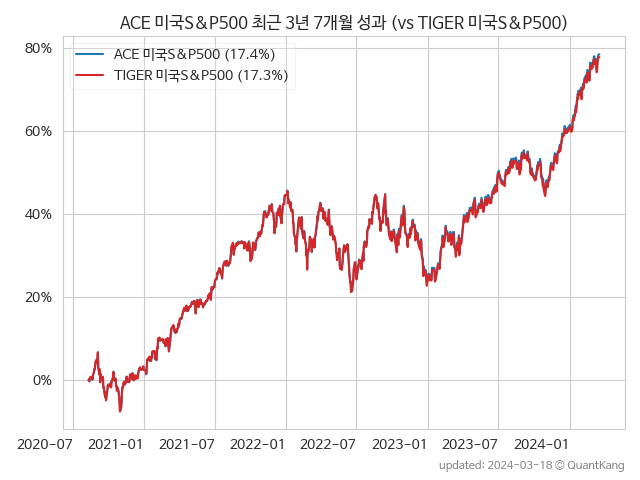 ACE 미국S&P500 최근 3년 7개월 성과 (vs TIGER 미국S&P500)
80%
ACE 미국S&P500 (17.4%)
TIGER 미국S&P500 (17.3%)
60%
40%
20%
0%
2020-07 2021-01 2021-07 2022-01 2022-07 2023-01 2023-07 2024-01
updated: 2024-03-18 © QuantKang